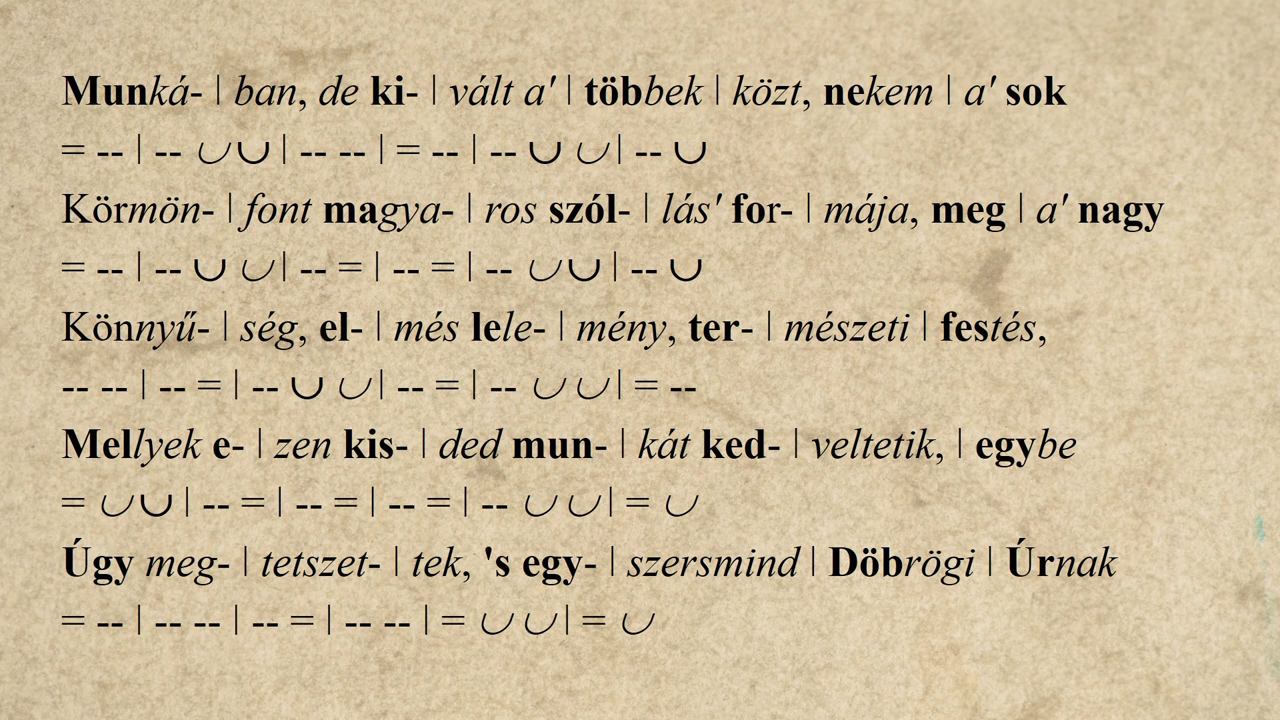 Munká- | ban, de ki- | vált a' | többek | közt, nekem | a' sok
= -- | -- ∪ ∪ | -- -- | = -- | -- ∪ ∪ | -- ∪
Körmön- | font magya- | ros szól- | lás' for- | mája, meg | a' nagy
= -- | -- ∪ ∪ | -- = | -- = | -- ∪ ∪ | -- ∪
Könnyű- | ség, el- | més lele- | mény, ter- | mészeti | festés,
-- -- | -- = | -- ∪ ∪ | -- = | -- ∪ ∪ | = --
Mellyek e- | zen kis- | ded mun- | kát ked- | veltetik, | egybe
= ∪ ∪ | -- = | -- = | -- = | -- ∪ ∪ | = ∪
Úgy meg- | tetszet- | tek, 's egy- | szersmind | Döbrögi | Úrnak
= -- | -- -- | -- = | -- -- | = ∪ ∪ | = ∪